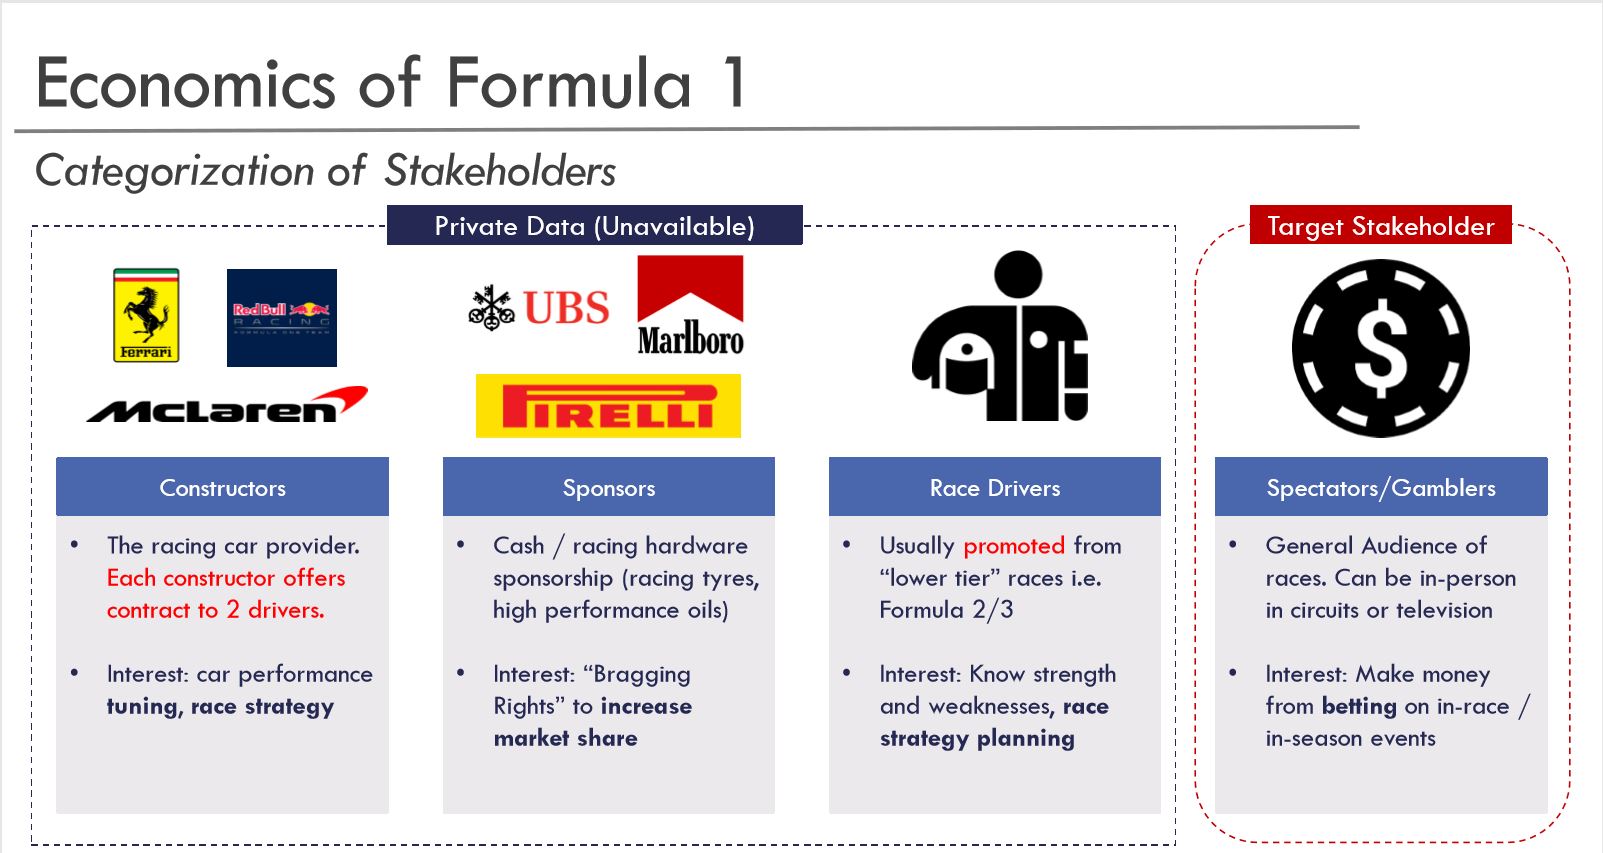 Economics of Formula 1
Categorization of Stakeholders
Private Data (Unavailable)
Target Stakeholder
Ferrari
Red Bull
RACING
FORMULA ONE TEAM
McLaren
UBS
Marlboro
PIRELLI
$
Constructors
• The racing car provider.
Each constructor offers
contract to 2 drivers.
• Interest: car performance
tuning, race strategy
Sponsors
• Cash / racing hardware
sponsorship (racing tyres,
high performance oils)
• Interest: “Bragging
Rights” to increase
market share
Race Drivers
• Usually promoted from
“lower tier” races i.e.
Formula 2/3
• Interest: Know strength
and weaknesses, race
strategy planning
Spectators/Gamblers
• General Audience of
races. Can be in-person
in circuits or television
• Interest: Make money
from betting on in-race /
in-season events